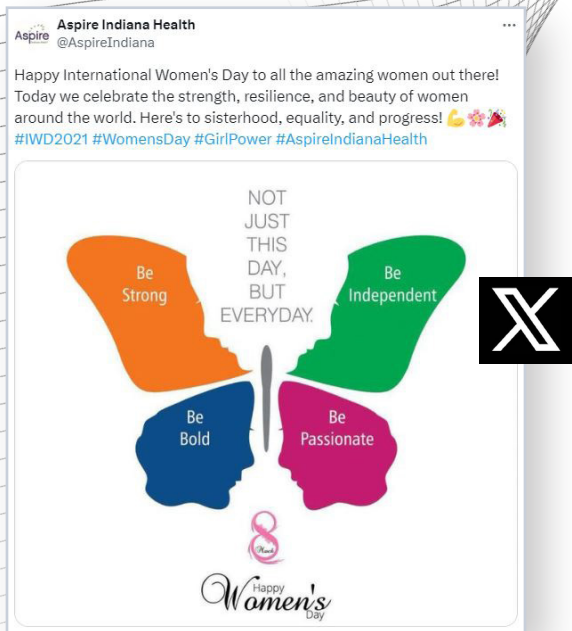 Aspire
Aspire Indiana Health
@AspireIndiana
Happy International Women's Day to all the amazing women out there!
Today we celebrate the strength, resilience, and beauty of women
around the world. Here's to sisterhood, equality, and progress! 💪🌸🎉
#IWD2021 #WomensDay #GirlPower #AspireIndianaHealth
NOT
JUST
THIS
DAY,
BUT
EVERYDAY.
Be
Strong
Be
Independent
Be
Bold
Be
Passionate
8
March
Happy
Women's
Day
X